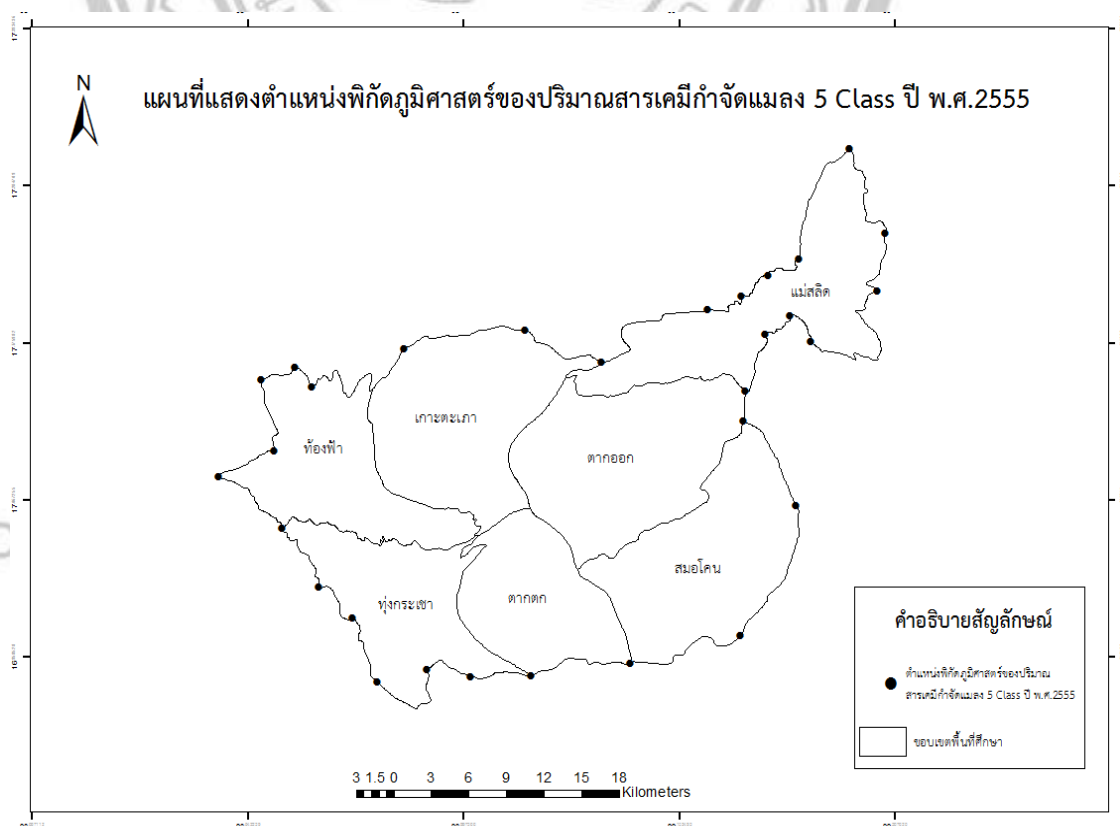 แผนที่แสดงตำแหน่งพิกัดภูมิศาสตร์ของปริมาณสารเคมีกำจัดแมลง 5 Class ปี พ.ศ.2555
N
แม่สลิด
เกาะตะเภา
ท้องฟ้า
ตากออก
สมอโคน
ตากตก
ทุ่งกระเชา
คำอธิบายสัญลักษณ์
ตำแหน่งพิกัดภูมิศาสตร์ของปริมาณ
สารเคมีกำจัดแมลง 5 Class ปี พ.ศ.2555
ขอบเขตพื้นที่ศึกษา
3 1.5 0 3 6 9 12 15 18
Kilometers